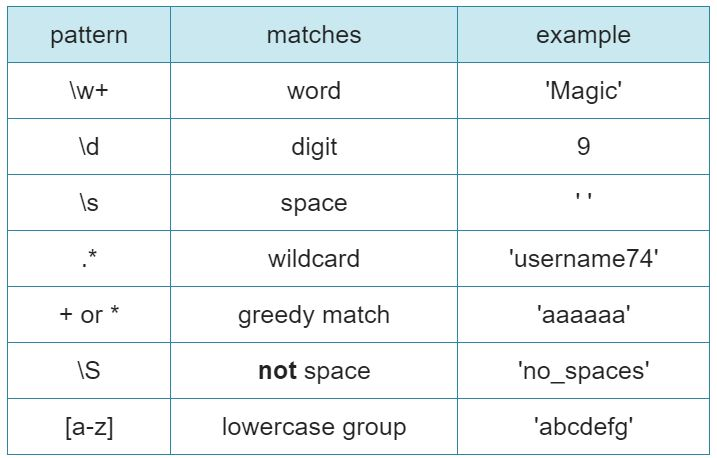 pattern matches example
\w+ word 'Magic'
\d digit 9
\s space ' '
.* wildcard 'username74'
+ or * greedy match 'aaaaaa'
\S not space 'no_spaces'
[a-z] lowercase group 'abcdefg'